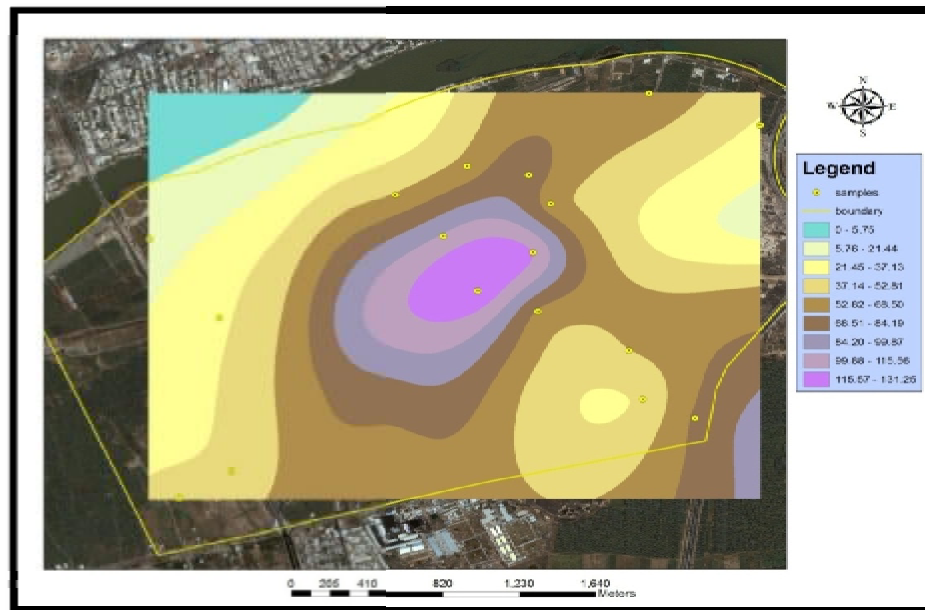 N
W E
S
Legend
samples
boundary
0 - 5.75
5.76 - 21.44
21.45 - 37.13
37.14 - 52.81
52.82 - 68.50
68.51 - 84.19
84.20 - 99.87
99.88 - 115.56
115.57 - 131.25
0 205 410 820 1,230 1,640
Meters